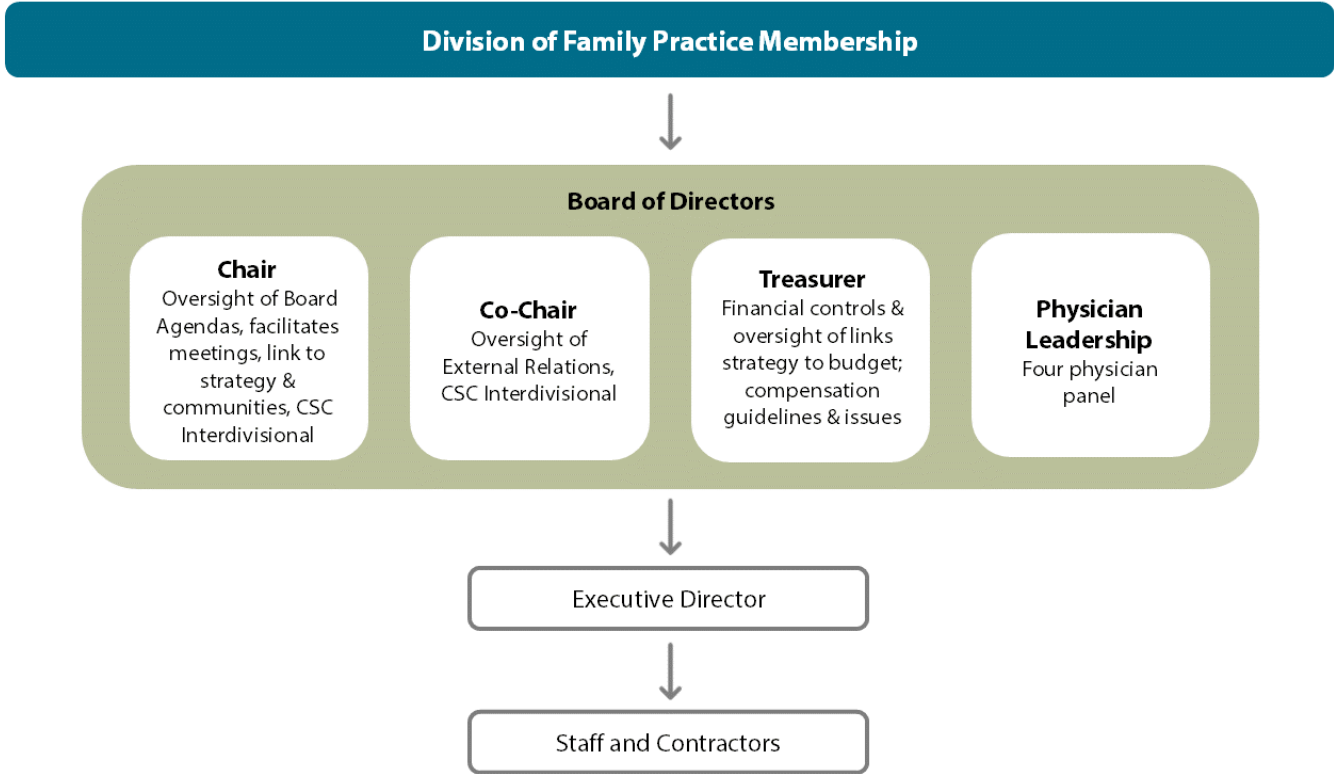 Division of Family Practice Membership
Board of Directors
Chair
Oversight of Board
Agendas, facilitates
meetings, link to
strategy &
communities, CSC
Interdivisional
Co-Chair
Oversight of
External Relations,
CSC Interdivisional
Treasurer
Financial controls &
oversight of links
strategy to budget;
compensation
guidelines & issues
Physician
Leadership
Four physician
panel
Executive Director
Staff and Contractors